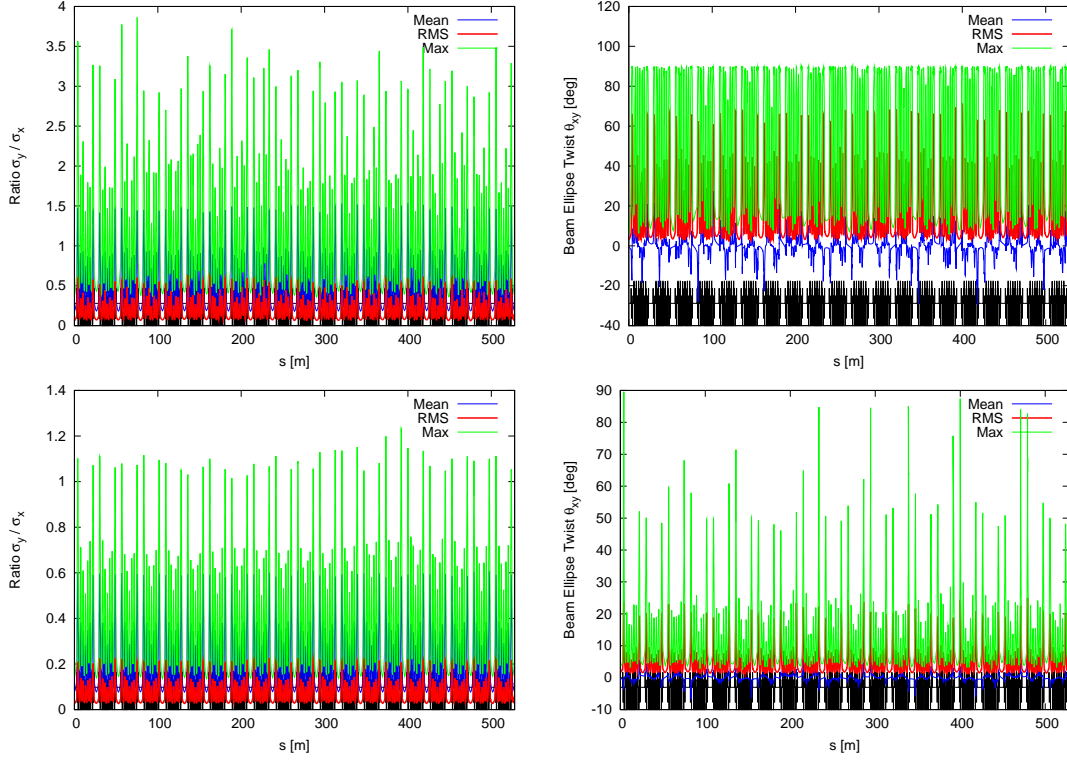 Ratio σy / σx
4
3.5
3
2.5
2
1.5
1
0.5
0
0 100 200 300 400 500
s [m]
Mean
RMS
Max
Beam Ellipse Twist θxy [deg]
120
100
80
60
40
20
0
-20
-40
0 100 200 300 400 500
s [m]
Mean
RMS
Max
Ratio σy / σx
1.4
1.2
1
0.8
0.6
0.4
0.2
0
0 100 200 300 400 500
s [m]
Mean
RMS
Max
Beam Ellipse Twist θxy [deg]
90
80
70
60
50
40
30
20
10
0
-10
0 100 200 300 400 500
s [m]
Mean
RMS
Max